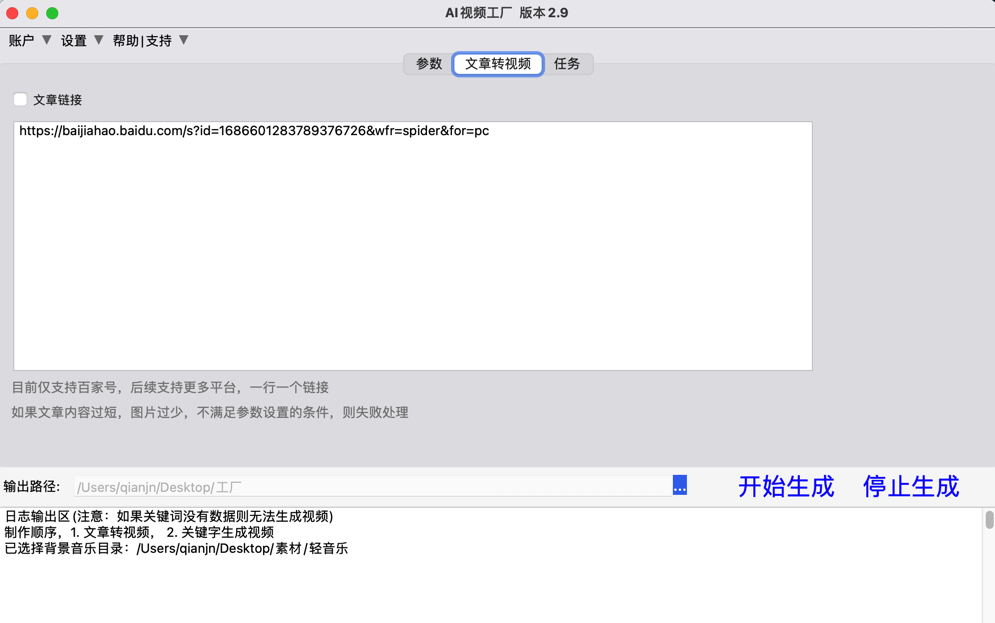 AI视频工厂 版本2.9
账户 ▼ 设置 ▼ 帮助|支持 ▼
参数 文章转视频 任务
文章链接
https://baijiahao.baidu.com/s?id=1686601283789376726&wfr=spider&for=pc
目前仅支持百家号，后续支持更多平台，一行一个链接
如果文章内容过短，图片过少，不满足参数设置的条件，则失败处理
输出路径: /Users/qianjn/Desktop/工厂 ... 开始生成 停止生成
日志输出区(注意：如果关键词没有数据则无法生成视频)
制作顺序，1. 文章转视频， 2. 关键字生成视频
已选择背景音乐目录：/Users/qianjn/Desktop/素材/轻音乐